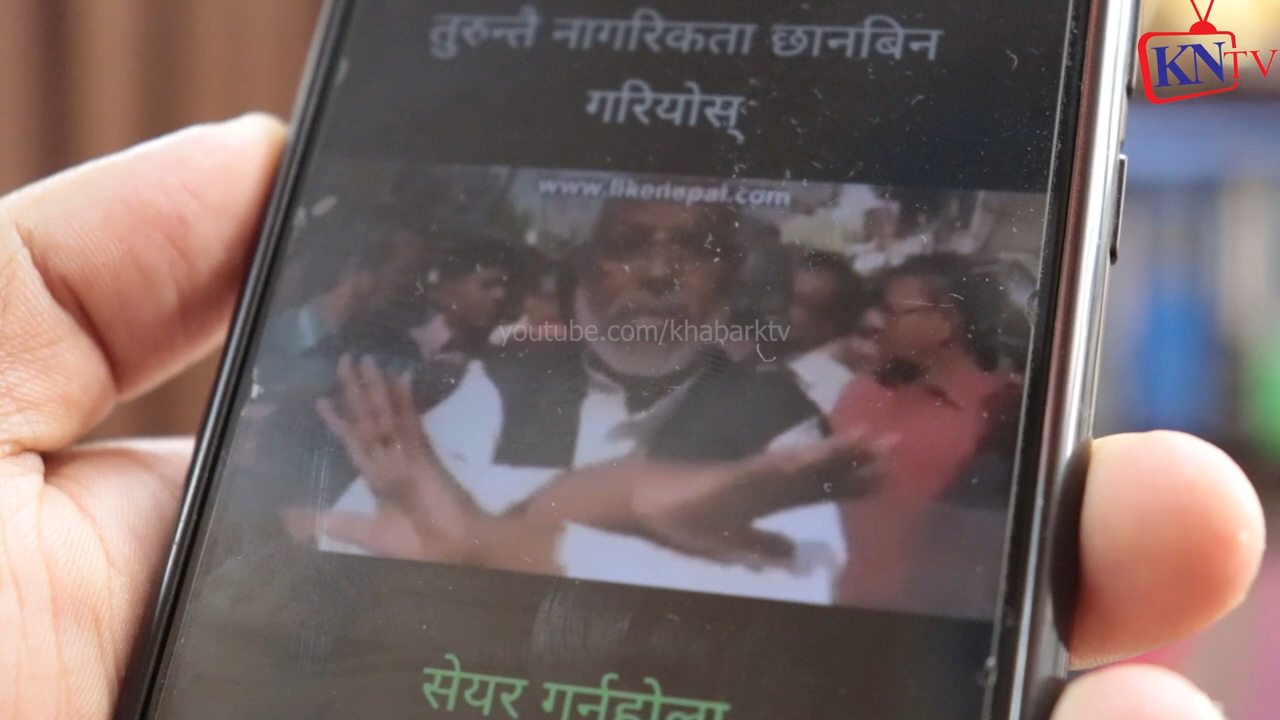 तुरुन्तै नागरिकता छानबिन
गरियोस्
KNTV
www.likenepal.com
youtube.com/khabarktv
सेयर गर्नुहोला